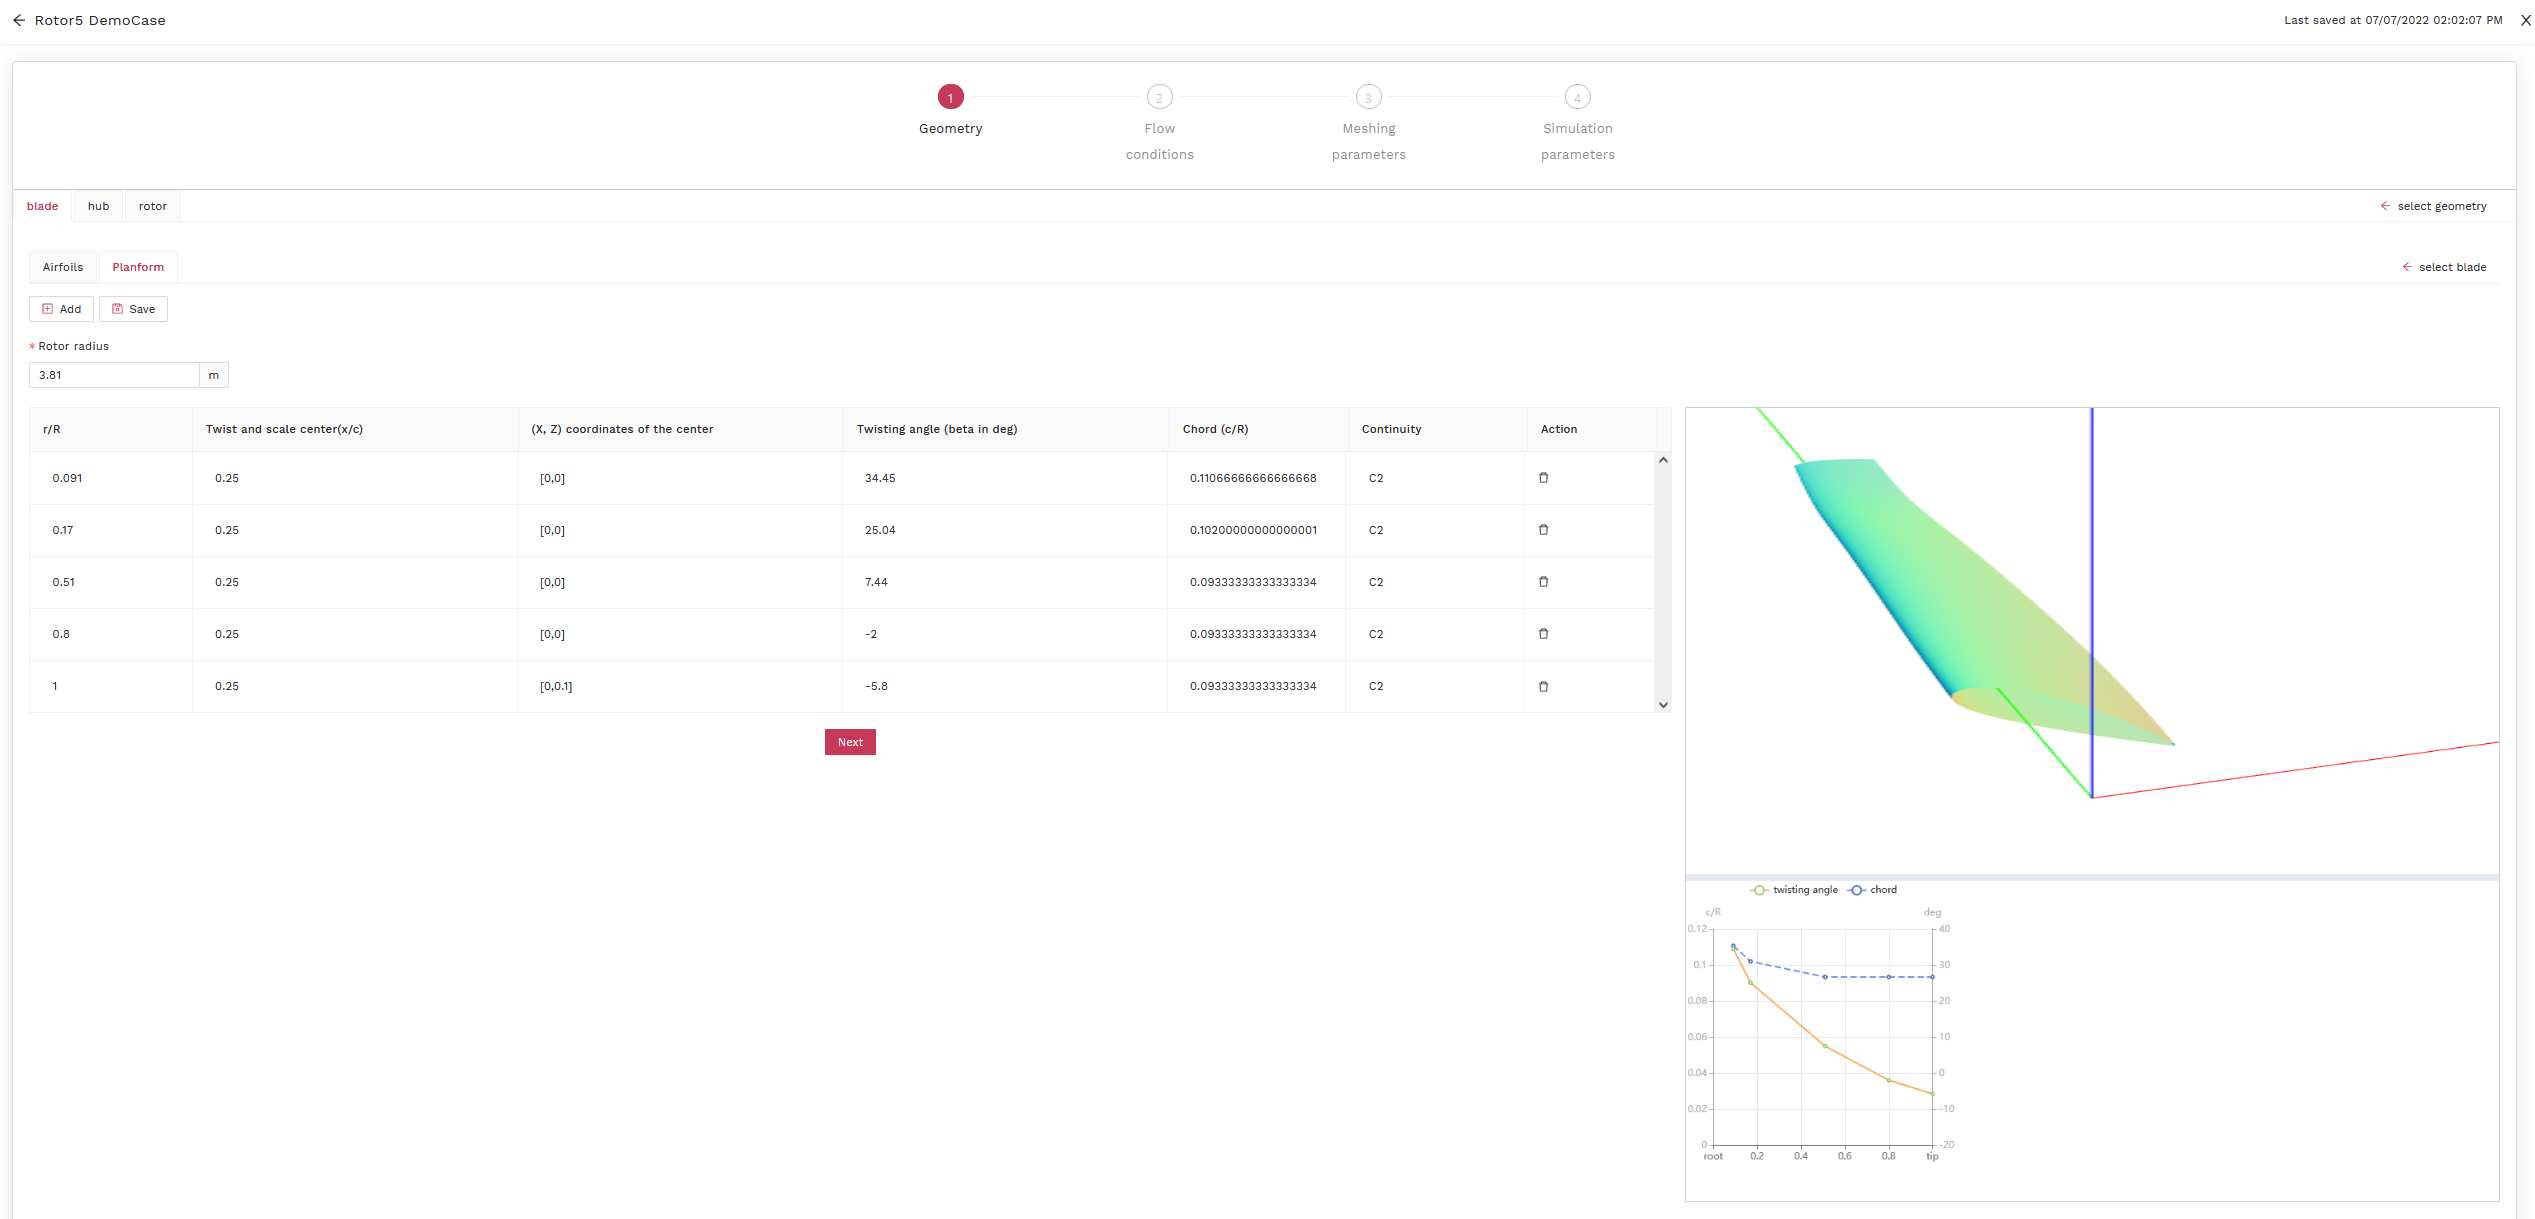 Rotor5 DemoCase
Last saved at 07/07/2022 02:02:07 PM X
1 2 3 4
Geometry Flow conditions Meshing parameters Simulation parameters
blade hub rotor
select geometry
Airfoils Planform
select blade
Add Save
* Rotor radius
3.81 m
r/R Twist and scale center(x/c) (X, Z) coordinates of the center Twisting angle (beta in deg) Chord (c/R) Continuity Action
0.091 0.25 [0,0] 34.45 0.11066666666666668 C2
0.17 0.25 [0,0] 25.04 0.10200000000000001 C2
0.51 0.25 [0,0] 7.44 0.09333333333333334 C2
0.8 0.25 [0,0] -2 0.09333333333333334 C2
1 0.25 [0,0.1] -5.8 0.09333333333333334 C2
Next
twisting angle chord
c/R deg
0.12 40
0.1 30
0.08 20
0.06 10
0.04 0
0.02 -10
0 -20
root 0.2 0.4 0.6 0.8 tip